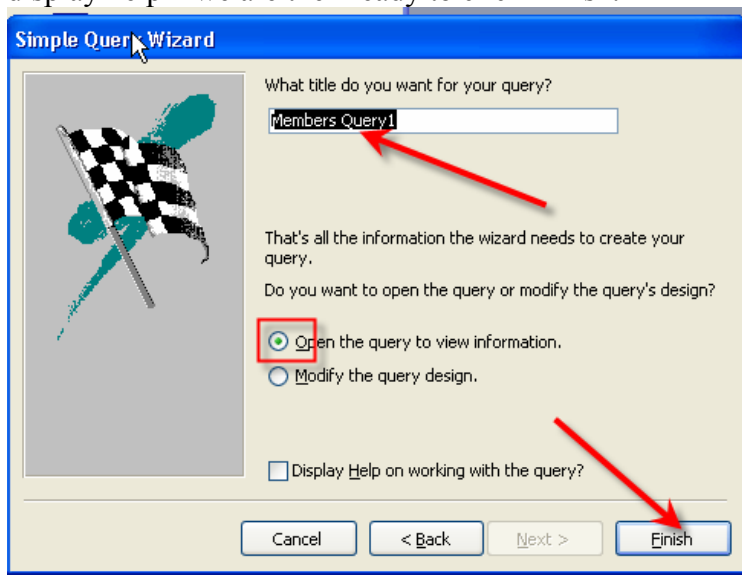 Simple Query Wizard
What title do you want for your query?
Members Query1
That's all the information the wizard needs to create your
query.
Do you want to open the query or modify the query's design?
Open the query to view information.
Modify the query design.
Display Help on working with the query?
Cancel
< Back
Next >
Finish